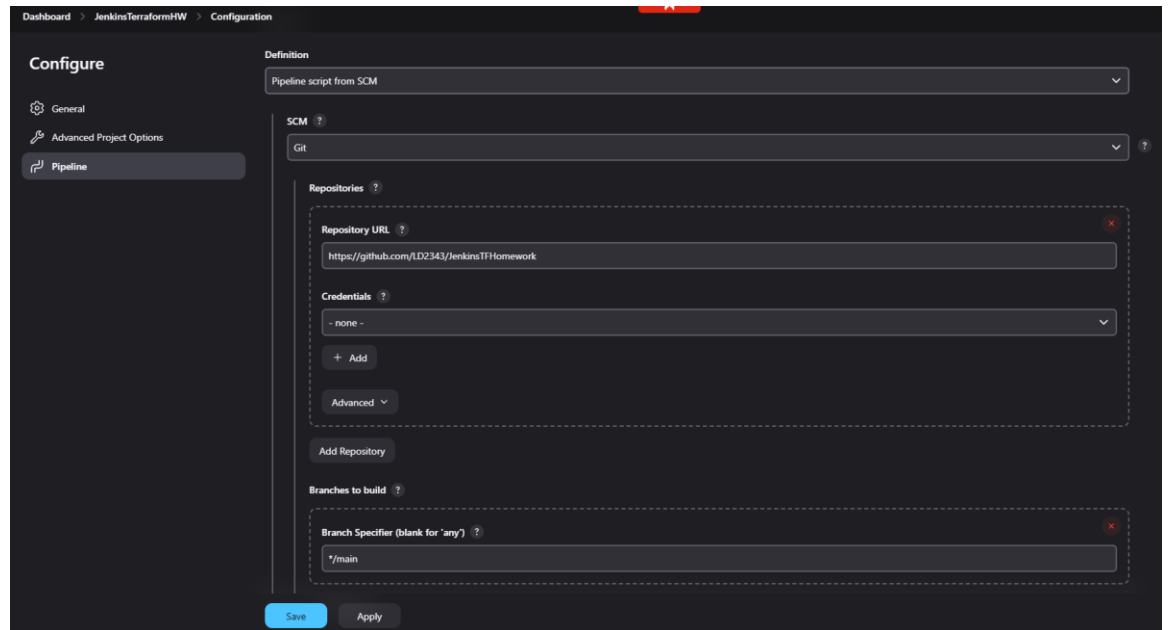 Dashboard > JenkinsTerraformHW > Configuration
Configure
General
Advanced Project Options
Pipeline
Definition
Pipeline script from SCM
SCM ?
Git
?
Repositories ?
Repository URL ?
https://github.com/LD2343/JenkinsTFHomework
Credentials ?
- none -
+ Add
Advanced
Add Repository
Branches to build ?
Branch Specifier (blank for 'any') ?
*/main
Save
Apply